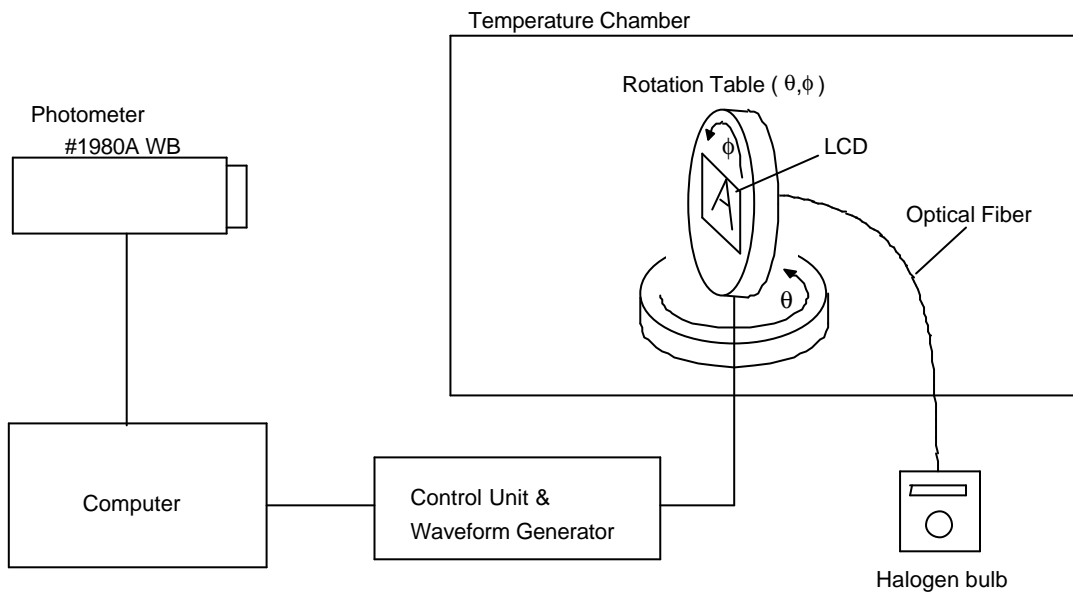 Temperature Chamber
Rotation Table ( θ,ϕ )
Photometer
#1980A WB
ϕ
LCD
A
Optical Fiber
θ
Computer
Control Unit &
Waveform Generator
Halogen bulb